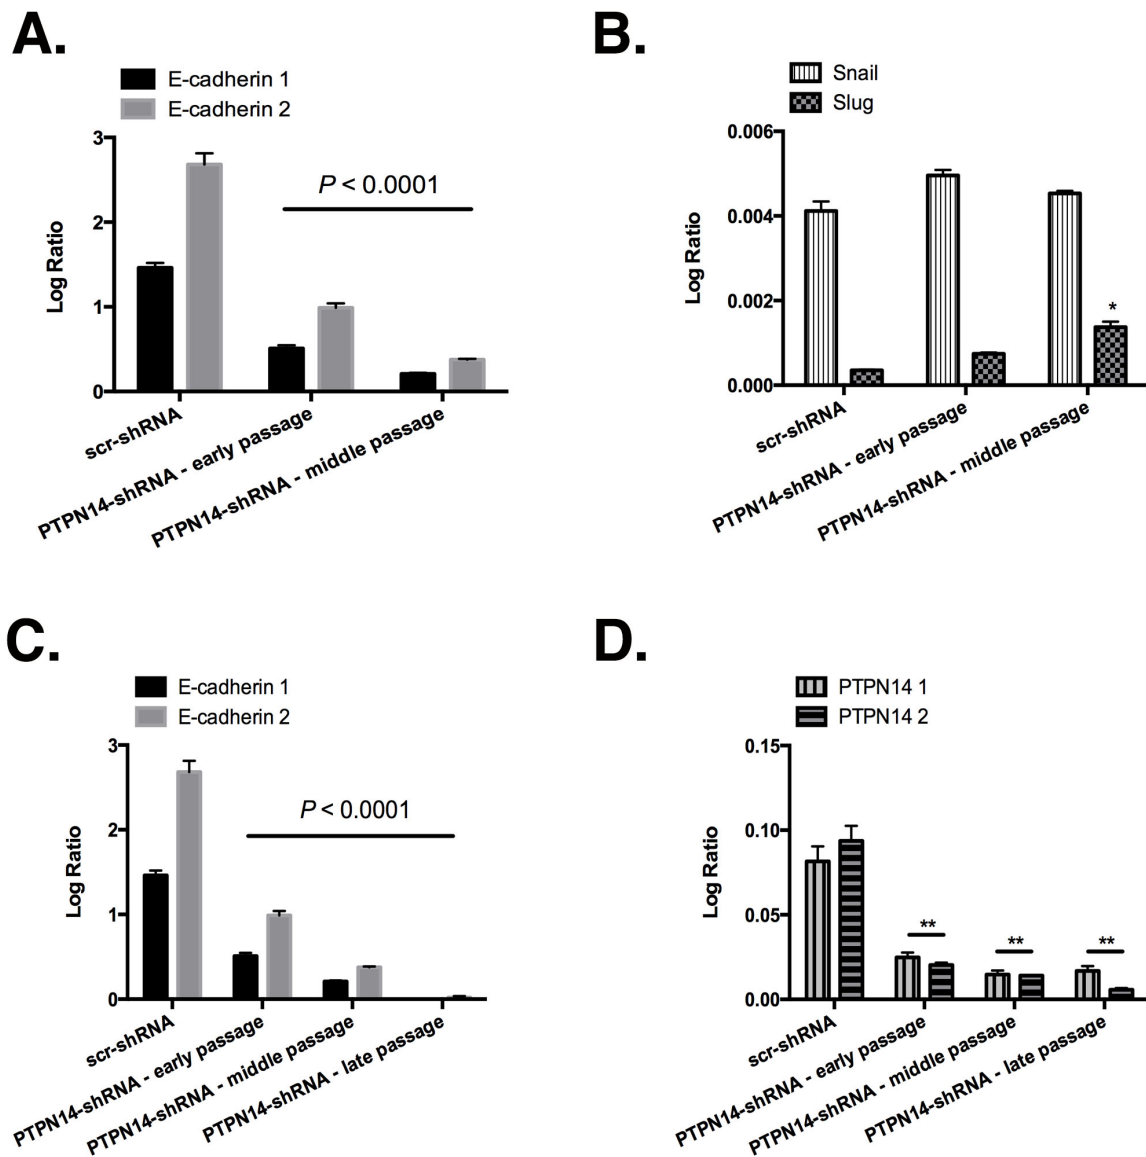 A.
E-cadherin 1
E-cadherin 2
3
2
1
0
Log Ratio
P < 0.0001
scr-shRNA
PTPN14-shRNA - early passage
PTPN14-shRNA - middle passage
B.
Snail
Slug
0.006
0.004
0.002
0.000
Log Ratio
*
scr-shRNA
PTPN14-shRNA - early passage
PTPN14-shRNA - middle passage
C.
E-cadherin 1
E-cadherin 2
3
2
1
0
Log Ratio
P < 0.0001
scr-shRNA
PTPN14-shRNA - early passage
PTPN14-shRNA - middle passage
PTPN14-shRNA - late passage
D.
PTPN14 1
PTPN14 2
0.15
0.10
0.05
0.00
Log Ratio
**
**
**
scr-shRNA
PTPN14-shRNA - early passage
PTPN14-shRNA - middle passage
PTPN14-shRNA - late passage